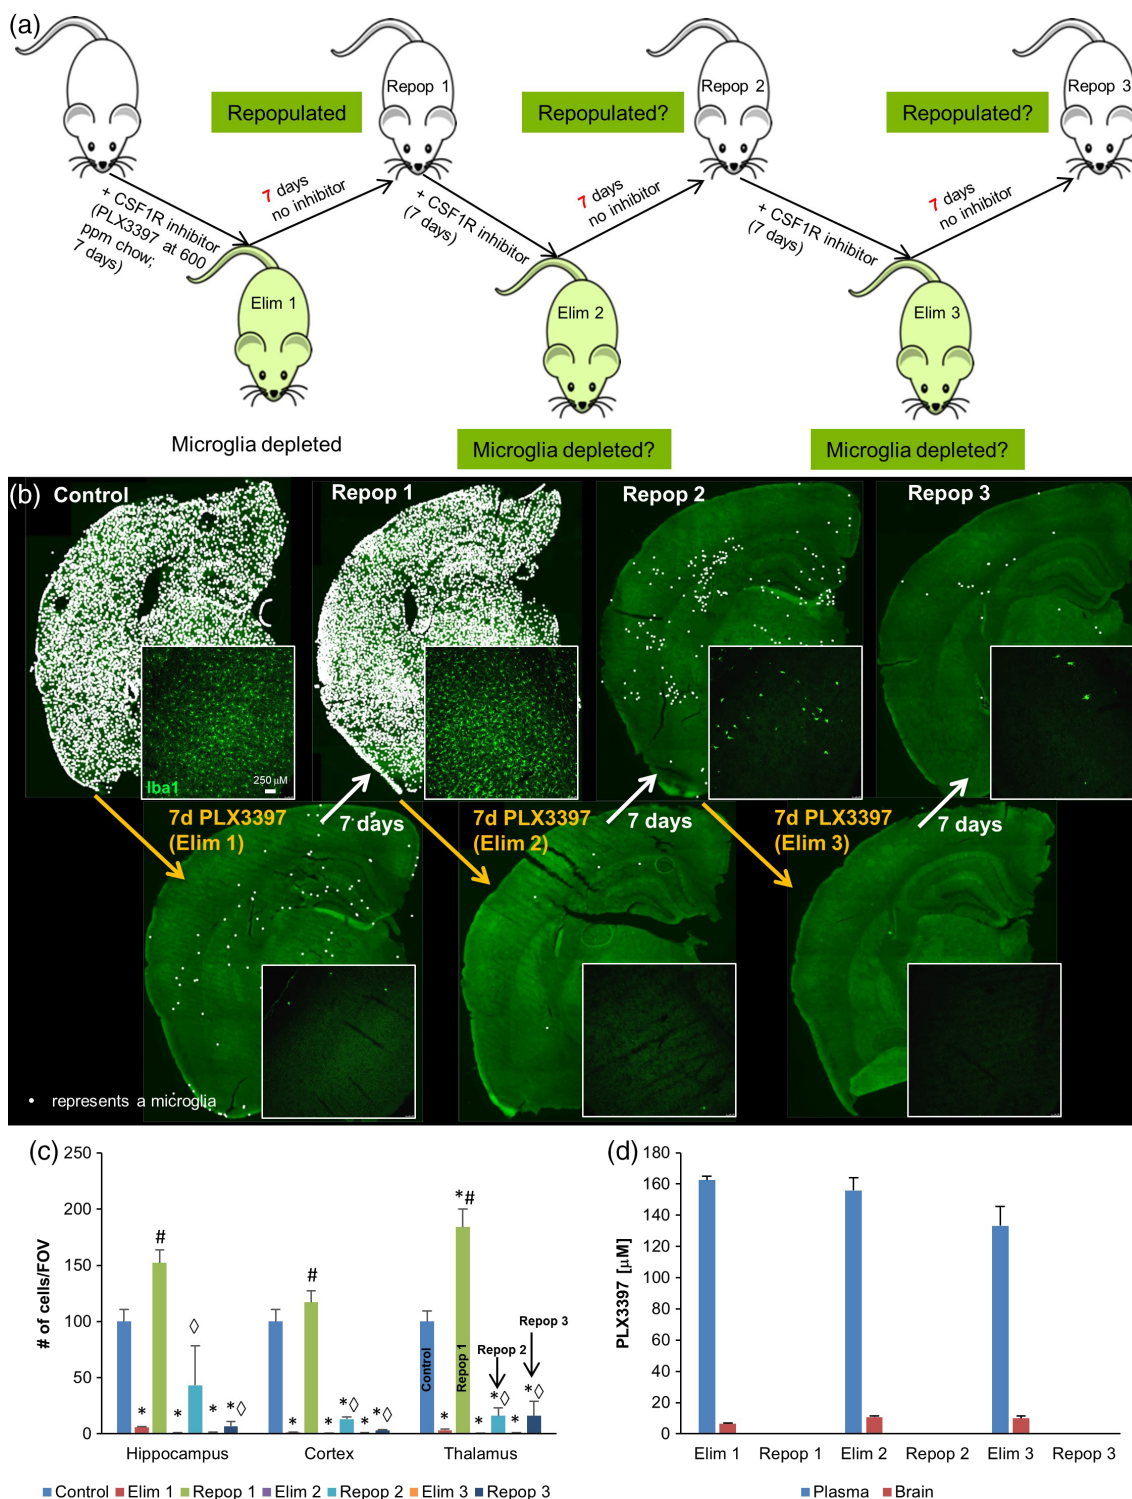 (a)
Repop 1
Repop 2
Repop 3
Repopulated
Repopulated?
Repopulated?
+ CSF1R inhibitor
(PLX3397 at 600
ppm chow;
7 days)
7 days
no inhibitor
+ CSF1R inhibitor
(7 days)
7 days
no inhibitor
+ CSF1R inhibitor
(7 days)
7 days
no inhibitor
Elim 1
Elim 2
Elim 3
Microglia depleted
Microglia depleted?
Microglia depleted?
(b)
Control
Repop 1
Repop 2
Repop 3
Iba1
250 µM
7d PLX3397
(Elim 1)
7 days
7d PLX3397
(Elim 2)
7 days
7d PLX3397
(Elim 3)
7 days
• represents a microglia
(c)
# of cells/FOV
250
200
150
100
50
0
* # * ◊ * *◊
* # * *◊ * *◊
* *# * *◊ * *◊
Control
Repop 1
Repop 2
Repop 3
Hippocampus
Cortex
Thalamus
Control
Elim 1
Repop 1
Elim 2
Repop 2
Elim 3
Repop 3
(d)
PLX3397 [µM]
180
160
140
120
100
80
60
40
20
0
Elim 1
Repop 1
Elim 2
Repop 2
Elim 3
Repop 3
Plasma
Brain